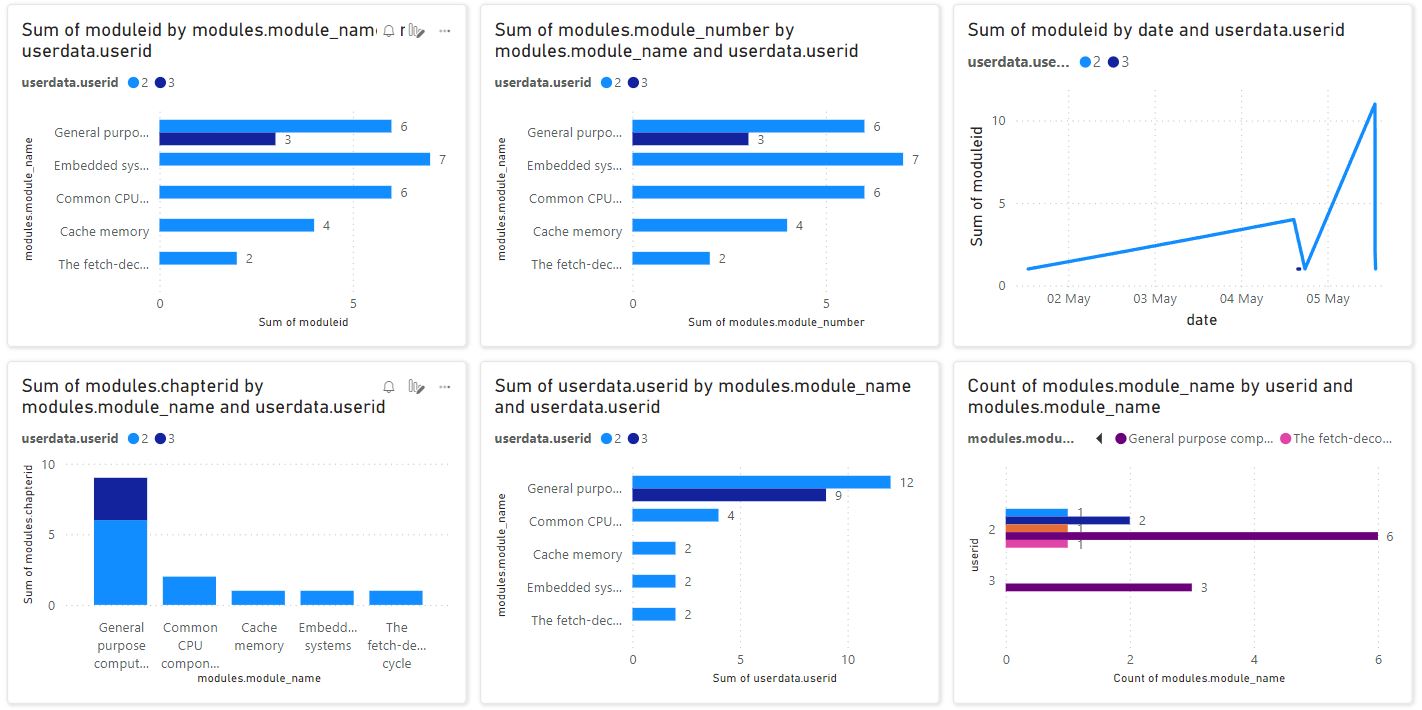 Sum of moduleid by modules.module_name
userdata.userid
userdata.userid 2 3
modules.module_name
General purpo... 6
3
Embedded sys... 7
Common CPU... 6
Cache memory 4
The fetch-dec... 2
0 5
Sum of moduleid
Sum of modules.module_number by
modules.module_name and userdata.userid
userdata.userid 2 3
modules.module_name
General purpo... 6
3
Embedded sys... 7
Common CPU... 6
Cache memory 4
The fetch-dec... 2
0 5
Sum of modules.module_number
Sum of moduleid by date and userdata.userid
userdata.use... 2 3
Sum of moduleid
10
5
0
02 May 03 May 04 May 05 May
date
Sum of modules.chapterid by
modules.module_name and userdata.userid
userdata.userid 2 3
Sum of modules.chapterid
10
5
0
General Common Cache Embedd... The
purpose CPU memory systems fetch-de...
comput... compon... cycle
modules.module_name
Sum of userdata.userid by modules.module_name
and userdata.userid
userdata.userid 2 3
modules.module_name
General purpo... 12
9
Common CPU... 4
Cache memory 2
Embedded sys... 2
The fetch-dec... 2
0 5 10
Sum of userdata.userid
Count of modules.module_name by userid and
modules.module_name
modules.modu... General purpose comp... The fetch-deco...
userid
1
2
2 1
6
1
3 3
0 2 4 6
Count of modules.module_name